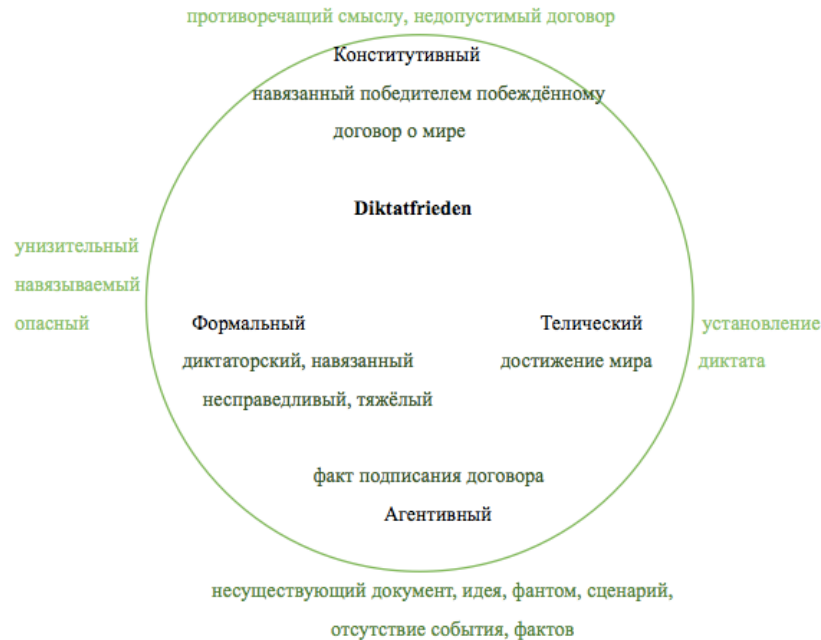 противоречащий смыслу, недопустимый договор
Конститутивный
навязанный победителем побеждённому
договор о мире
Diktatfrieden
унизительный
навязываемый
опасный
Формальный
диктаторский, навязанный
несправедливый, тяжёлый
Телический
достижение мира
установление
диктата
факт подписания договора
Агентивный
несуществующий документ, идея, фантом, сценарий,
отсутствие события, фактов